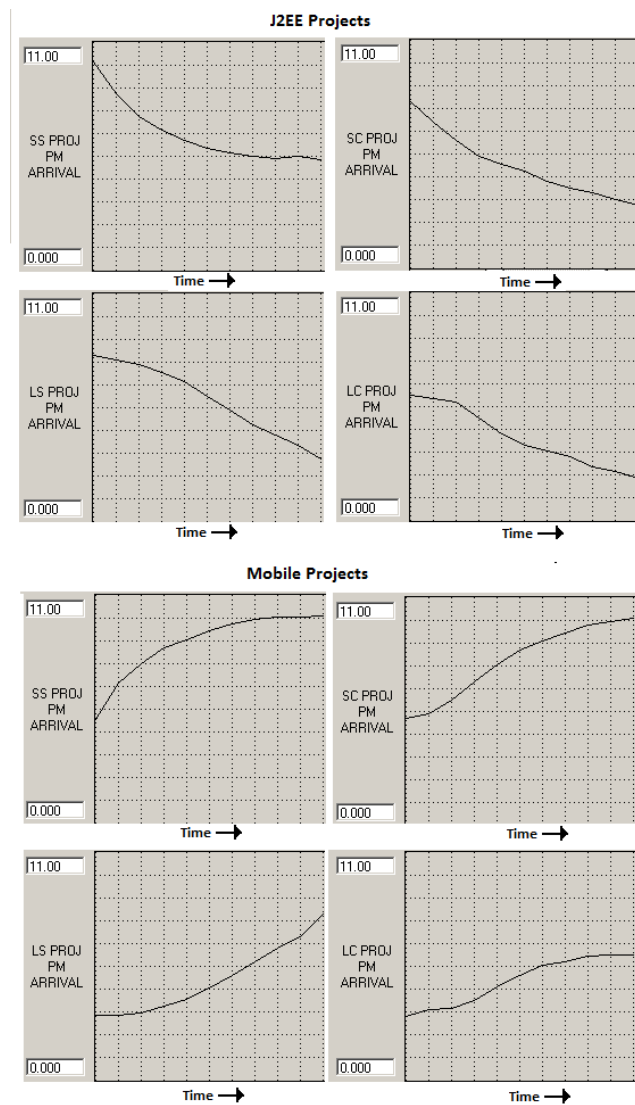 J2EE Projects
11.00
SS PROJ
PM
ARRIVAL
0.000
Time
11.00
SC PROJ
PM
ARRIVAL
0.000
Time
11.00
LS PROJ
PM
ARRIVAL
0.000
Time
11.00
LC PROJ
PM
ARRIVAL
0.000
Time
Mobile Projects
11.00
SS PROJ
PM
ARRIVAL
0.000
Time
11.00
SC PROJ
PM
ARRIVAL
0.000
Time
11.00
LS PROJ
PM
ARRIVAL
0.000
Time
11.00
LC PROJ
PM
ARRIVAL
0.000
Time